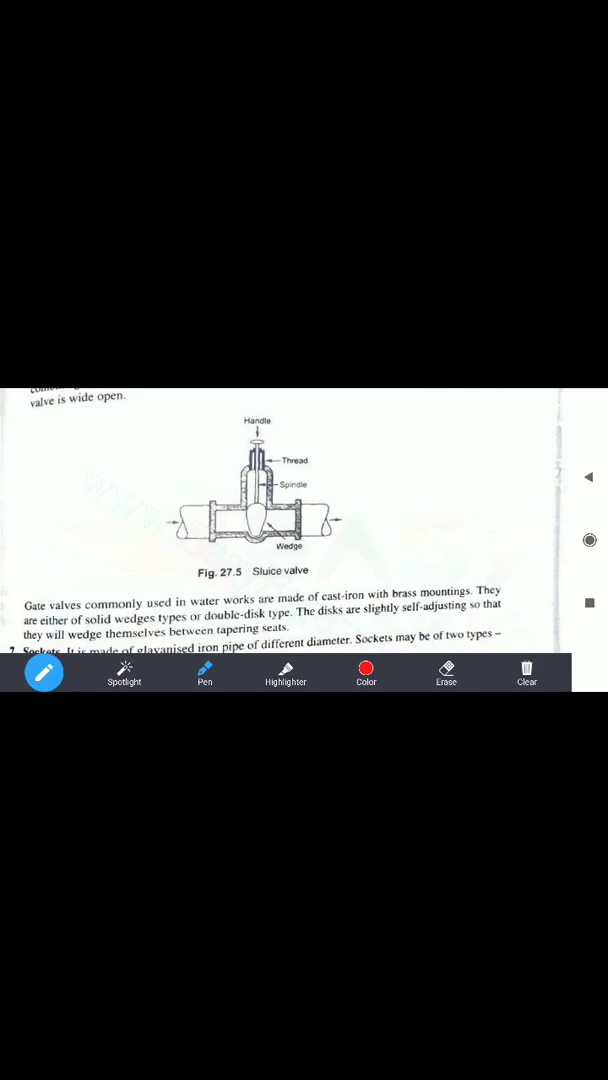 valve is wide open.
Handle
Thread
Spindle
Wedge
Fig. 27.5 Sluice valve
Gate valves commonly used in water works are made of cast-iron with brass mountings. They
are either of solid wedges types or double-disk type. The disks are slightly self-adjusting so that
they will wedge themselves between tapering seats.
7. Sockets. It is made of glavanised iron pipe of different diameter. Sockets may be of two types –
Spotlight
Pen
Highlighter
Color
Erase
Clear